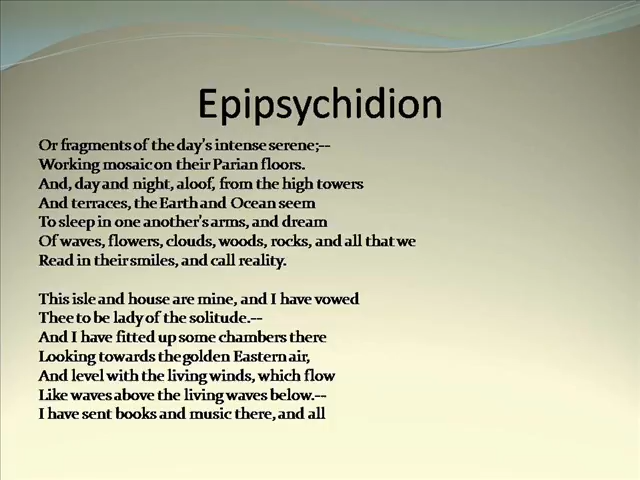 Epipsychidion
Or fragments of the day's intense serene;--
Working mosaic on their Parian floors.
And, day and night, aloof, from the high towers
And terraces, the Earth and Ocean seem
To sleep in one another's arms, and dream
Of waves, flowers, clouds, woods, rocks, and all that we
Read in their smiles, and call reality.
This isle and house are mine, and I have vowed
Thee to be lady of the solitude.--
And I have fitted up some chambers there
Looking towards the golden Eastern air,
And level with the living winds, which flow
Like waves above the living waves below.--
I have sent books and music there, and all